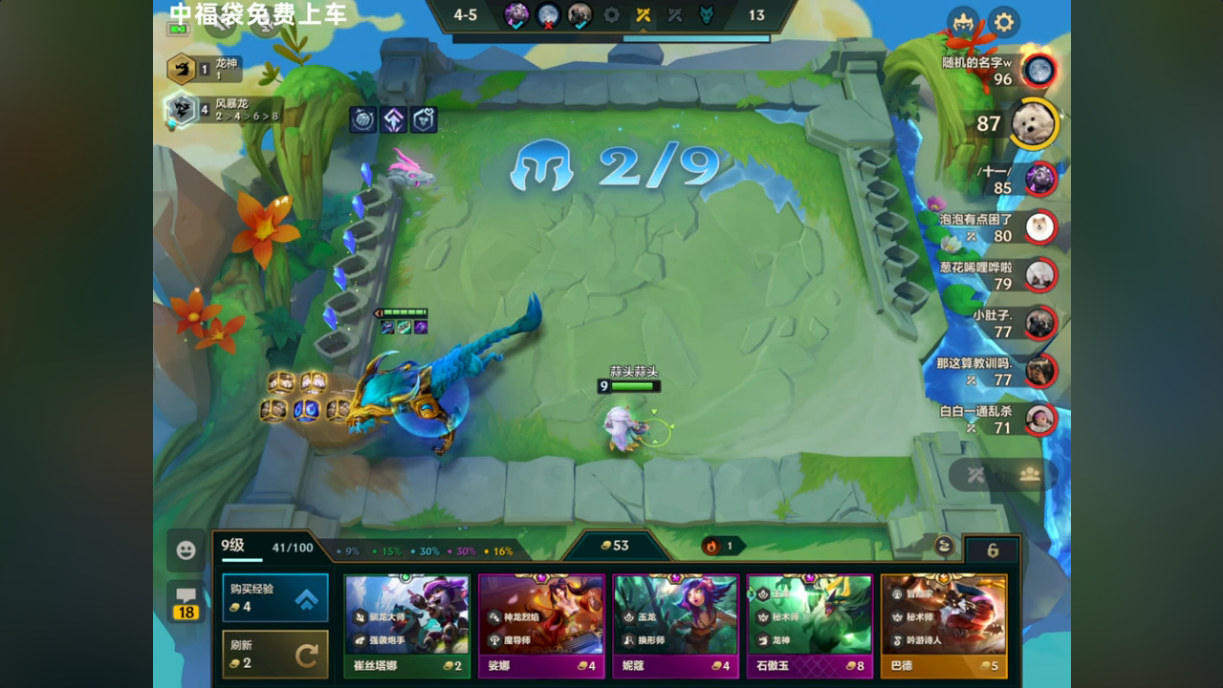 中福袋免费上车
4-5
13
龙神
1
1
风暴龙
4
2 > 4 > 6 > 8
2/9
随机的名字w
96
87
/十一/
85
泡泡有点困了
80
葱花唏哩哗啦
79
小肚子.
77
那这算教训吗.
77
白白一通乱杀
71
蒜头蒜头
9
9级
41/100
9%
15%
30%
30%
16%
53
1
6
18
购买经验
4
刷新
2
驯龙大师
强袭炮手
崔丝塔娜
2
神龙烈焰
魔导师
娑娜
4
玉龙
换形师
妮蔻
4
秘术师
龙神
石傲玉
8
冒险家
秘术师
吟游诗人
巴德
5